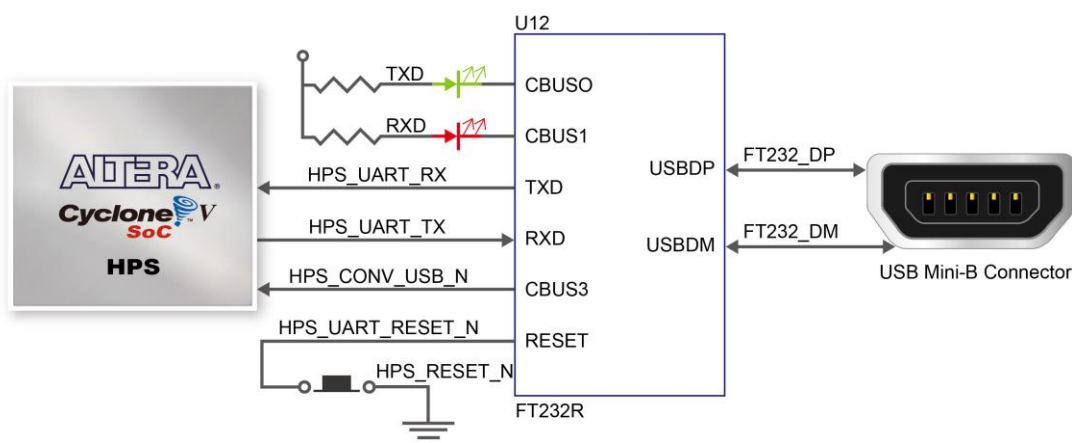 U12
TXD
CBUSO
RXD
CBUS1
ALTERA®
Cyclone™ V
SoC
HPS
HPS_UART_RX
TXD
HPS_UART_TX
RXD
HPS_CONV_USB_N
CBUS3
HPS_UART_RESET_N
RESET
HPS_RESET_N
FT232R
USBDP
FT232_DP
USBDM
FT232_DM
USB Mini-B Connector